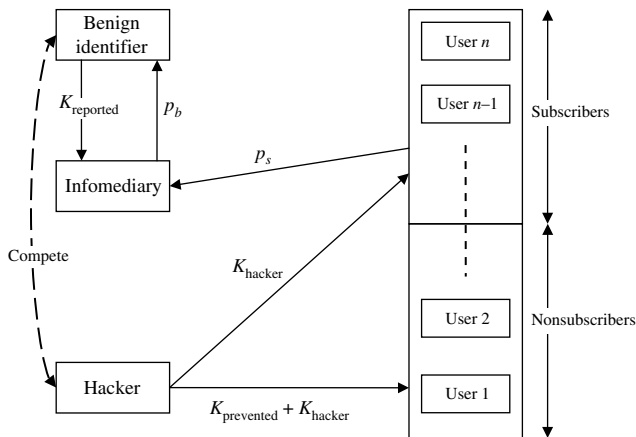 Benign
identifier
User n
User n–1
K_reported
p_b
Subscribers
p_s
Infomediary
Compete
K_hacker
User 2
Nonsubscribers
Hacker
User 1
K_prevented + K_hacker